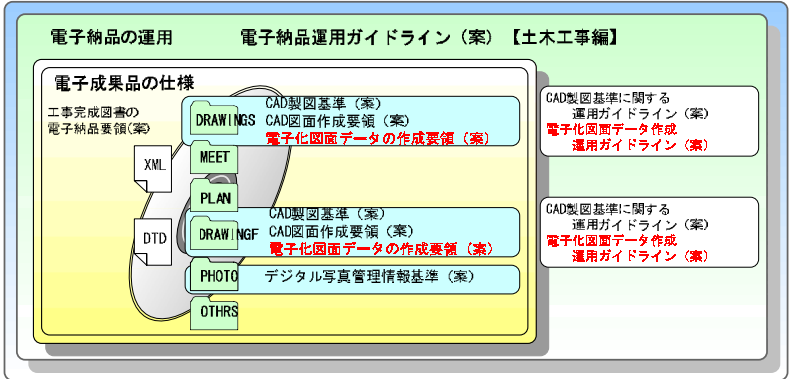 電子納品の運用
電子納品運用ガイドライン（案）【土木工事編】
電子成果品の仕様
工事完成図書の
電子納品要領(案)
XML
DTD
DRAWINGS
CAD製図基準（案）
CAD図面作成要領（案）
電子化図面データの作成要領（案）
MEET
PLAN
DRAWINGF
CAD製図基準（案）
CAD図面作成要領（案）
電子化図面データの作成要領（案）
PHOTO
デジタル写真管理情報基準（案）
OTHRS
CAD製図基準に関する
運用ガイドライン（案）
電子化図面データ作成
運用ガイドライン（案）
CAD製図基準に関する
運用ガイドライン（案）
電子化図面データ作成
運用ガイドライン（案）